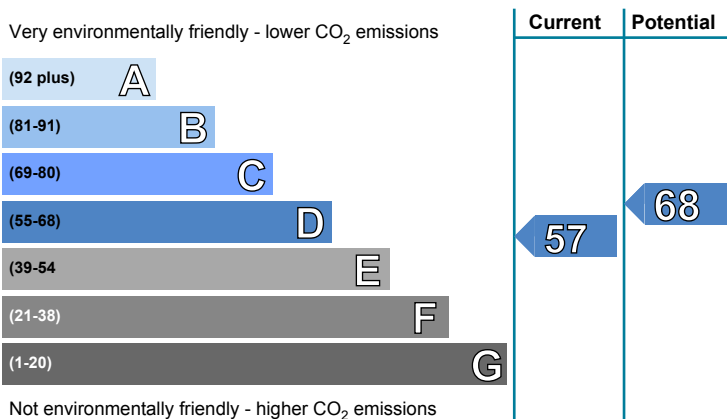 Current Potential
Very environmentally friendly - lower CO2 emissions
(92 plus) A
(81-91) B
(69-80) C
(55-68) D
(39-54 E
(21-38) F
(1-20) G
57
68
Not environmentally friendly - higher CO2 emissions